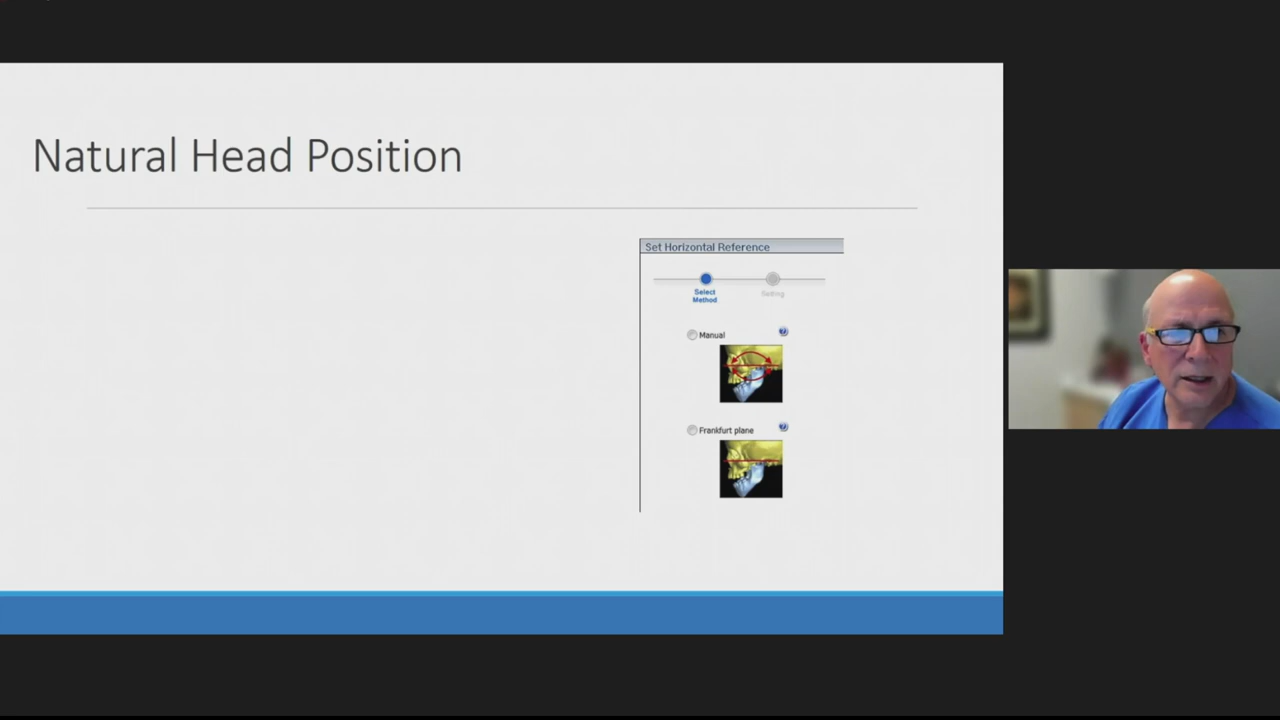 Natural Head Position
Set Horizontal Reference
Select
Method
Setting
Manual
Frankfurt plane